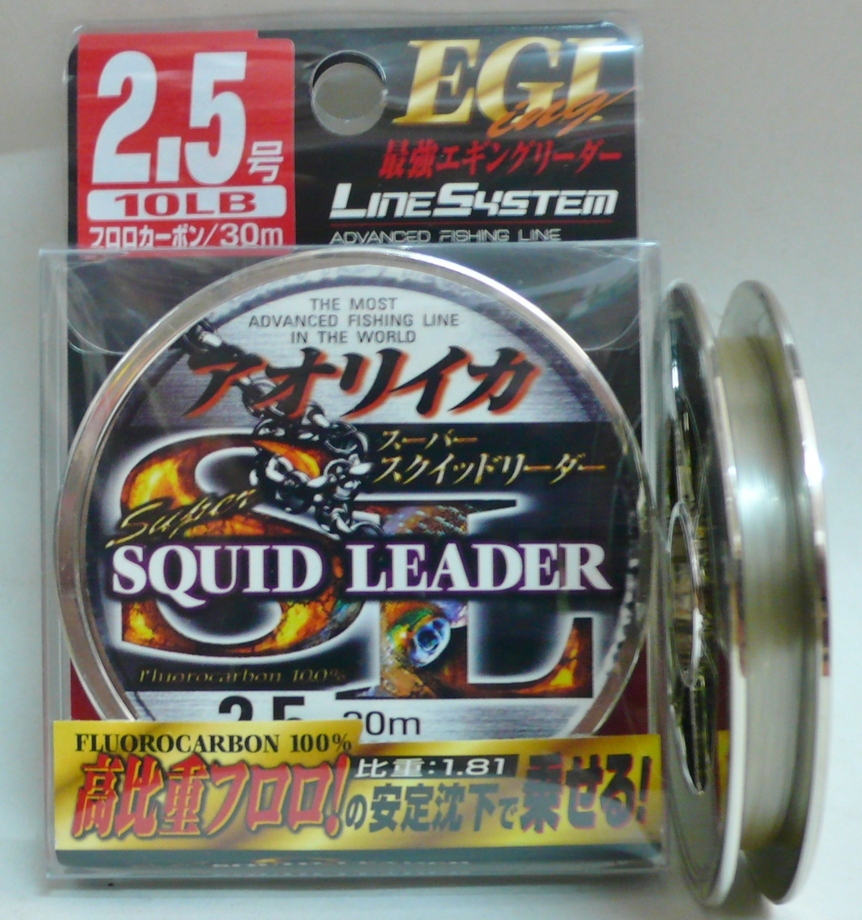 2.5号
10LB
フロロカーボン/30m
EGI
ing
最強エギングリーダー
LINESYSTEM
ADVANCED FISHING LINE
THE MOST
ADVANCED FISHING LINE
IN THE WORLD
アオリイカ
スーパー
スクイッドリーダー
SL
Super
SQUID LEADER
Fluorocarbon 100%
2.5 30m
FLUOROCARBON 100%
比重:1.81
高比重フロロ!の安定沈下で乗せる!